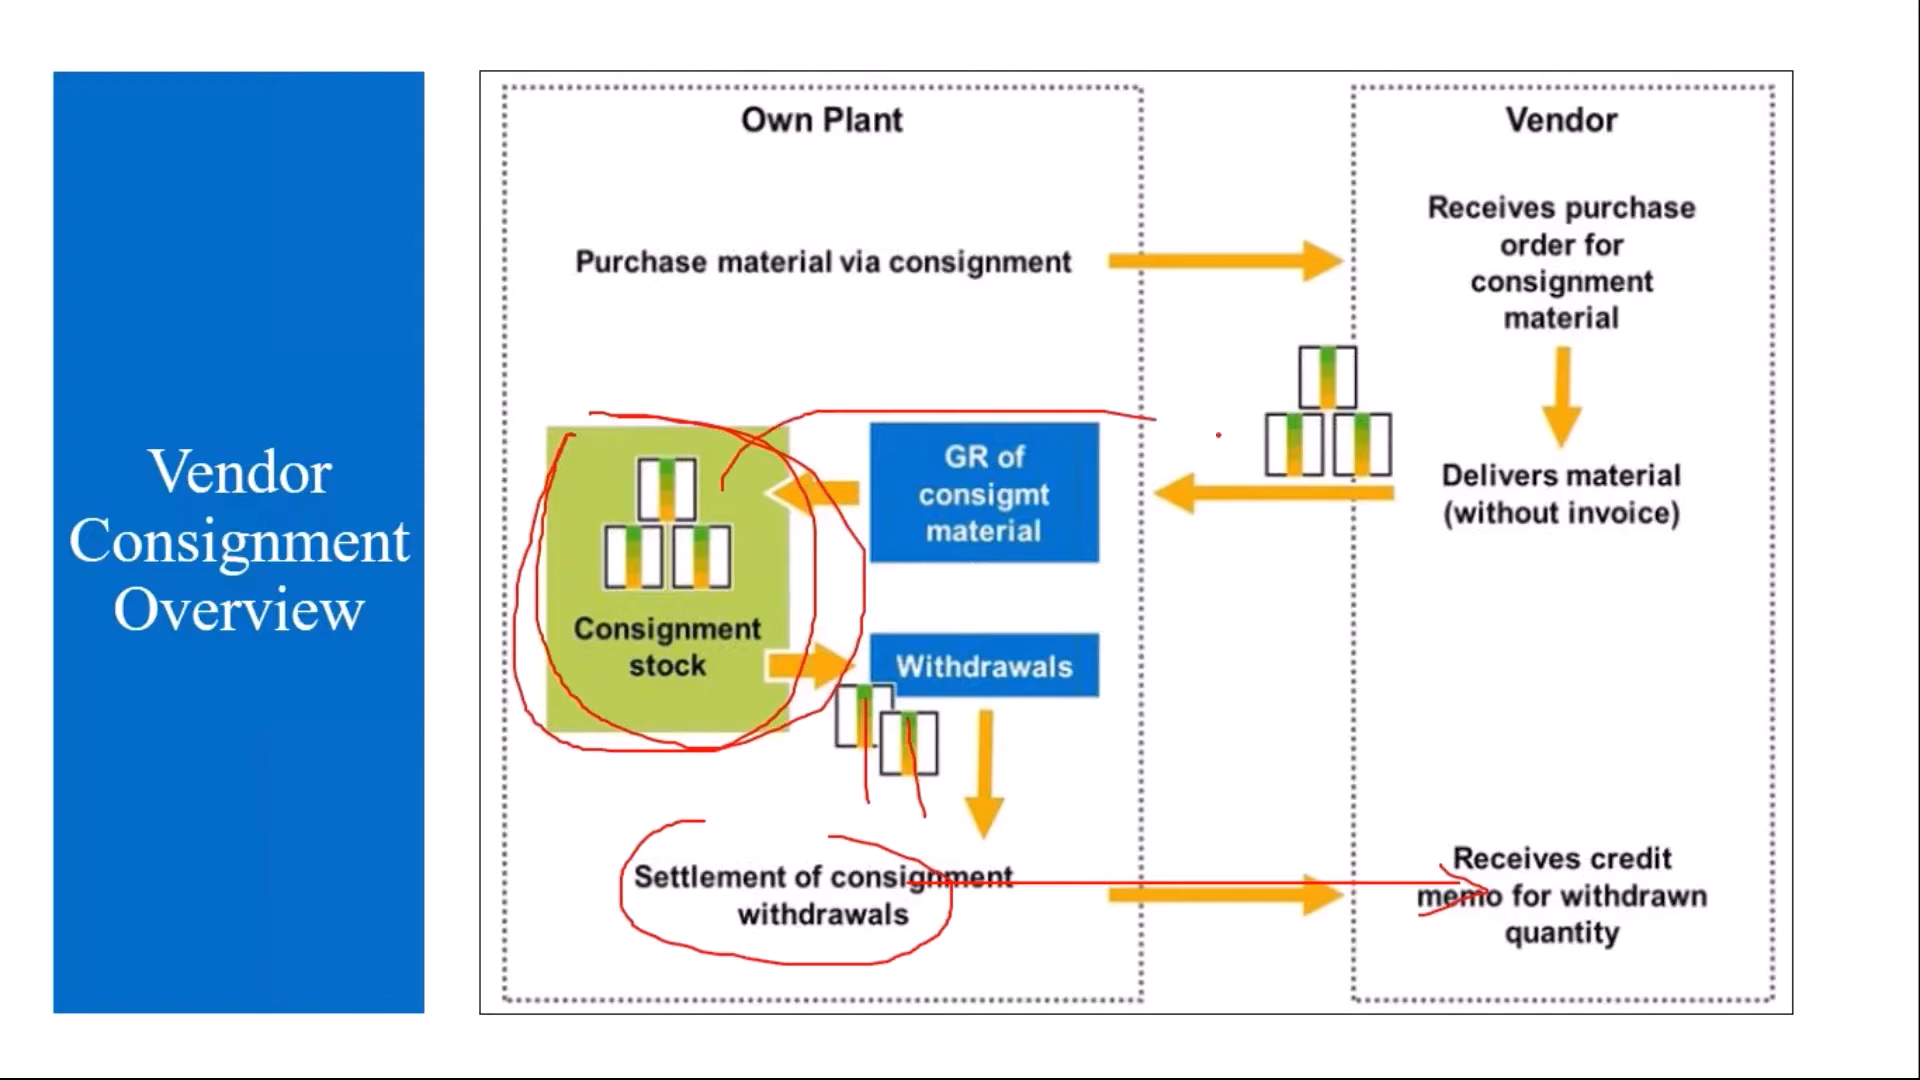 Vendor
Consignment
Overview
Own Plant
Vendor
Purchase material via consignment
Receives purchase
order for
consignment
material
GR of
consigmt
material
Delivers material
(without invoice)
Consignment
stock
Withdrawals
Settlement of consignment
withdrawals
Receives credit
memo for withdrawn
quantity